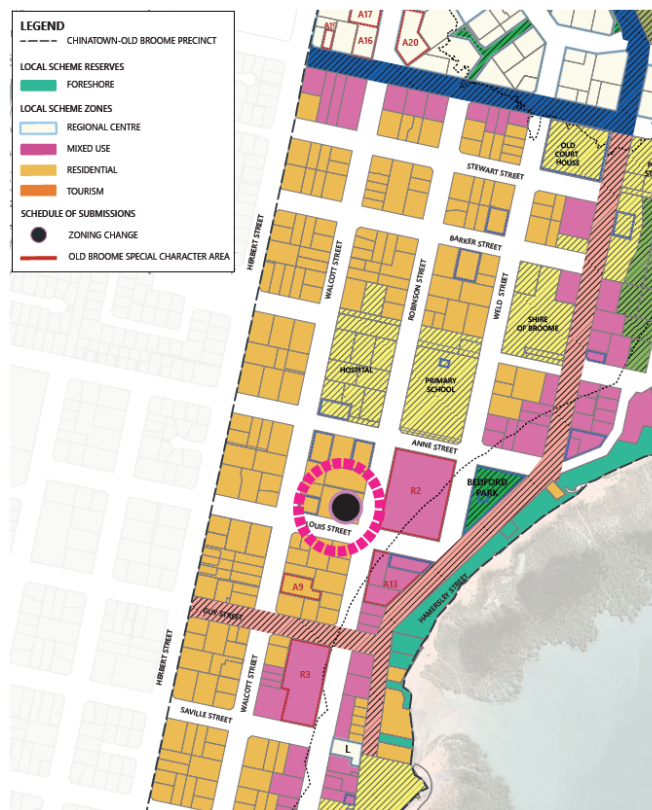 LEGEND
CHINATOWN-OLD BROOME PRECINCT
LOCAL SCHEME RESERVES
FORESHORE
LOCAL SCHEME ZONES
REGIONAL CENTRE
MIXED USE
RESIDENTIAL
TOURISM
SCHEDULE OF SUBMISSIONS
ZONING CHANGE
OLD BROOME SPECIAL CHARACTER AREA
A17
A15
A16
A20
OLD
COURT
HOUSE
STEWART STREET
HERBERT STREET
WALCOTT STREET
ROBINSON STREET
BARKER STREET
WELD STREET
SHIRE
OF BROOME
HOSPITAL
PRIMARY
SCHOOL
ANNE STREET
R2
BEDFORD
PARK
OUIS STREET
A9
A13
HAMERSLEY STREET
GUY STREET
HERBERT STREET
WALCOTT STREET
R3
SAVILLE STREET
L